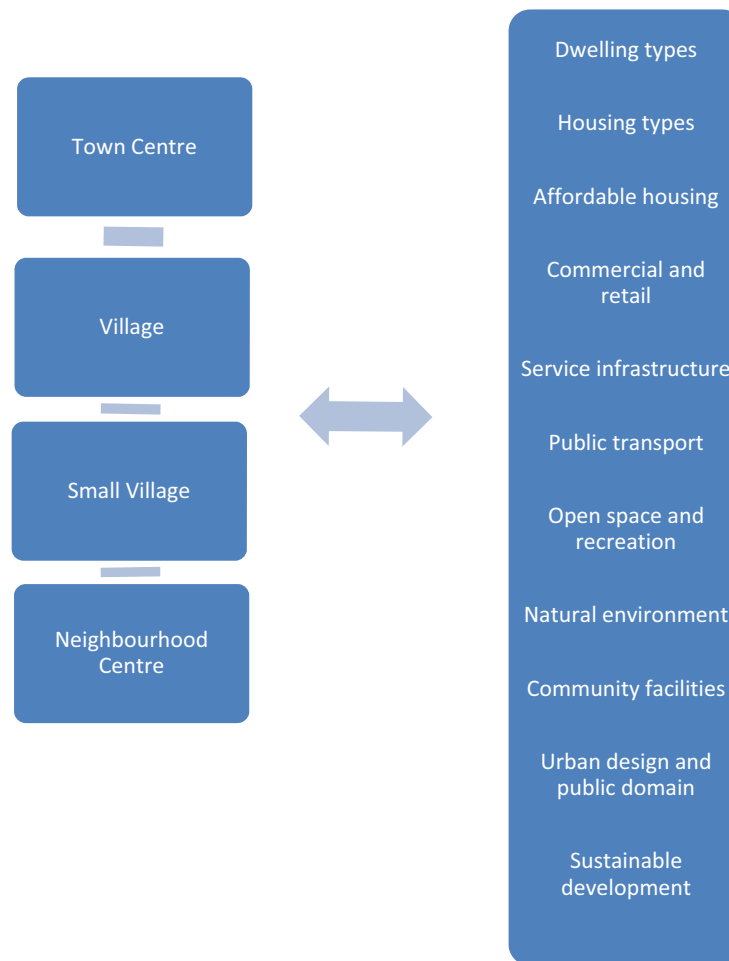 Town Centre
Village
Small Village
Neighbourhood
Centre
Dwelling types
Housing types
Affordable housing
Commercial and
retail
Service infrastructure
Public transport
Open space and
recreation
Natural environment
Community facilities
Urban design and
public domain
Sustainable
development